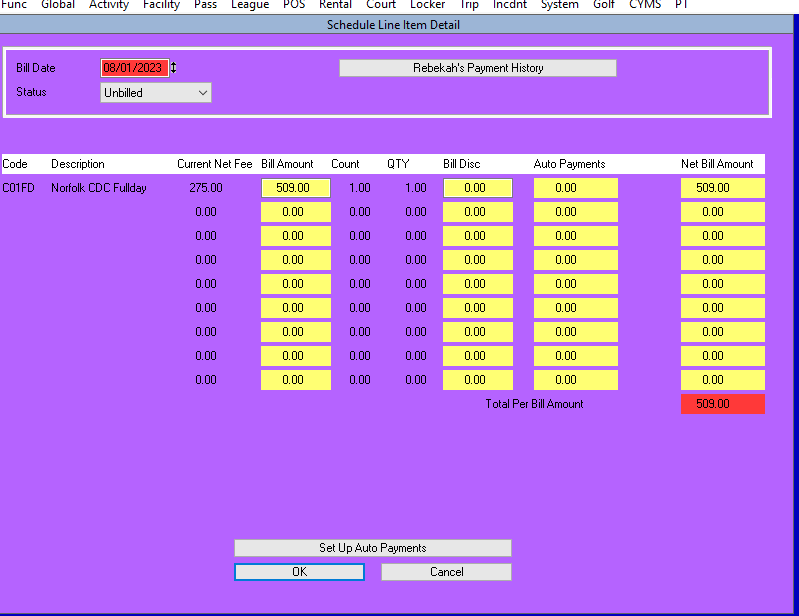 Func Global Activity Facility Pass League POS Rental Court Locker Trip Incdnt System Golf CYMS PT
Schedule Line Item Detail
Bill Date 08/01/2023 Rebekah's Payment History
Status Unbilled
Code Description Current Net Fee Bill Amount Count QTY Bill Disc Auto Payments Net Bill Amount
C01FD Norfolk CDC Fullday 275.00 509.00 1.00 1.00 0.00 0.00 509.00
0.00 0.00 0.00 0.00 0.00 0.00 0.00
0.00 0.00 0.00 0.00 0.00 0.00 0.00
0.00 0.00 0.00 0.00 0.00 0.00 0.00
0.00 0.00 0.00 0.00 0.00 0.00 0.00
0.00 0.00 0.00 0.00 0.00 0.00 0.00
0.00 0.00 0.00 0.00 0.00 0.00 0.00
0.00 0.00 0.00 0.00 0.00 0.00 0.00
0.00 0.00 0.00 0.00 0.00 0.00 0.00
Total Per Bill Amount 509.00
Set Up Auto Payments
OK Cancel